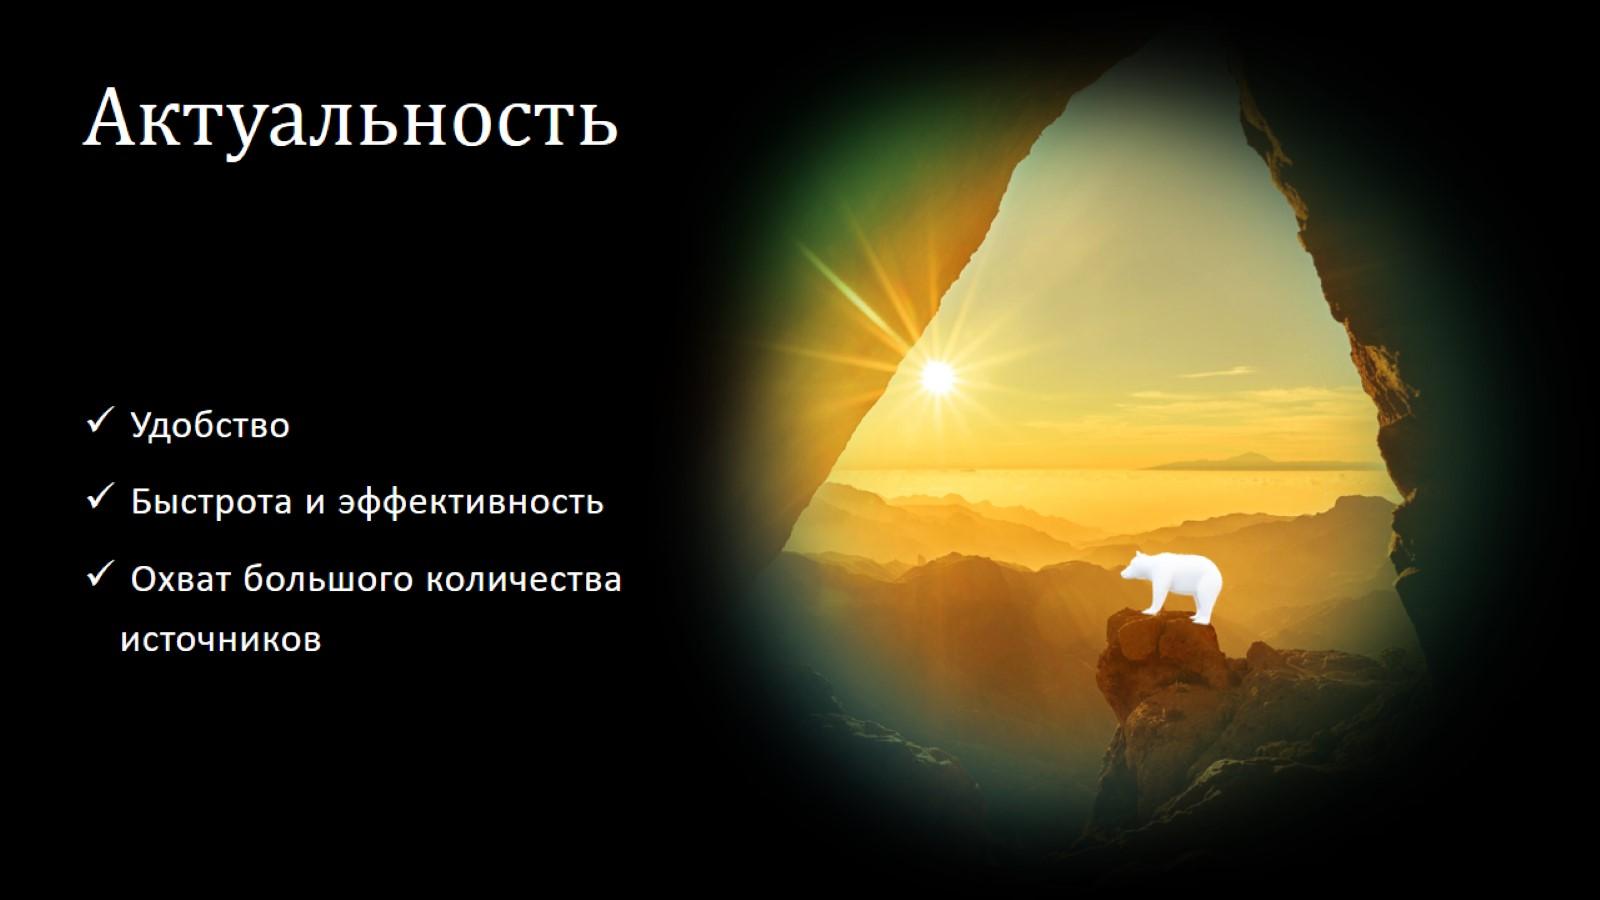 Актуальность
✓ Удобство
✓ Быстрота и эффективность
✓ Охват большого количества
источников